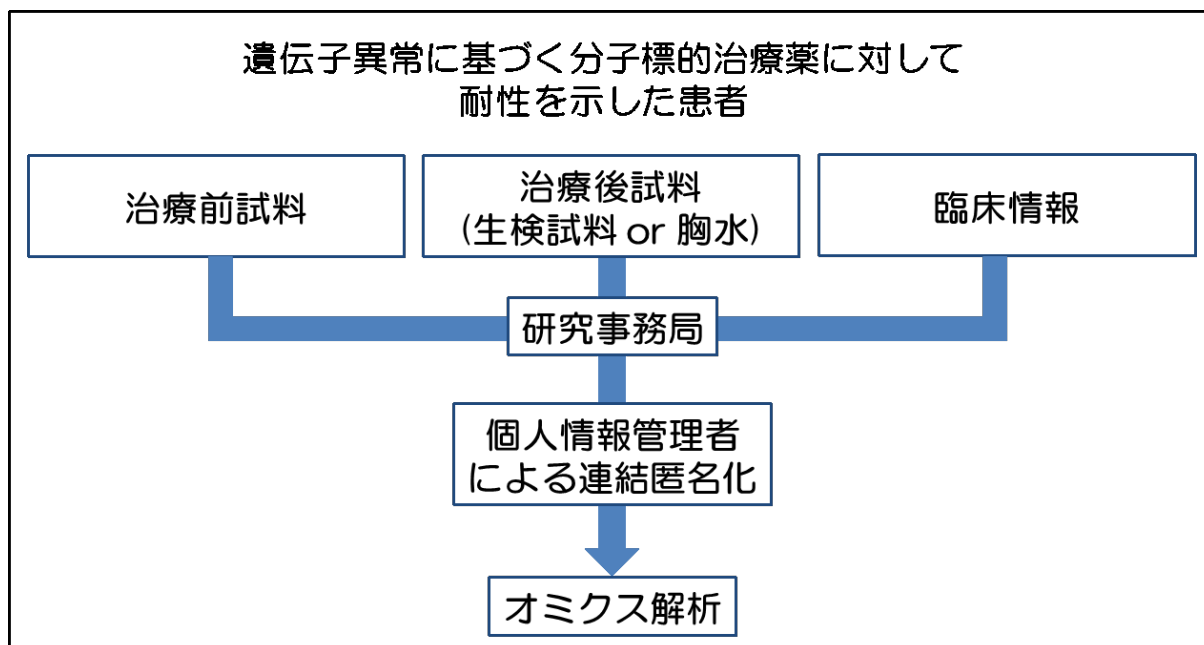 遺伝子異常に基づく分子標的治療薬に対して
耐性を示した患者
治療前試料
治療後試料
(生検試料 or 胸水)
臨床情報
研究事務局
個人情報管理者
による連結匿名化
オミクス解析